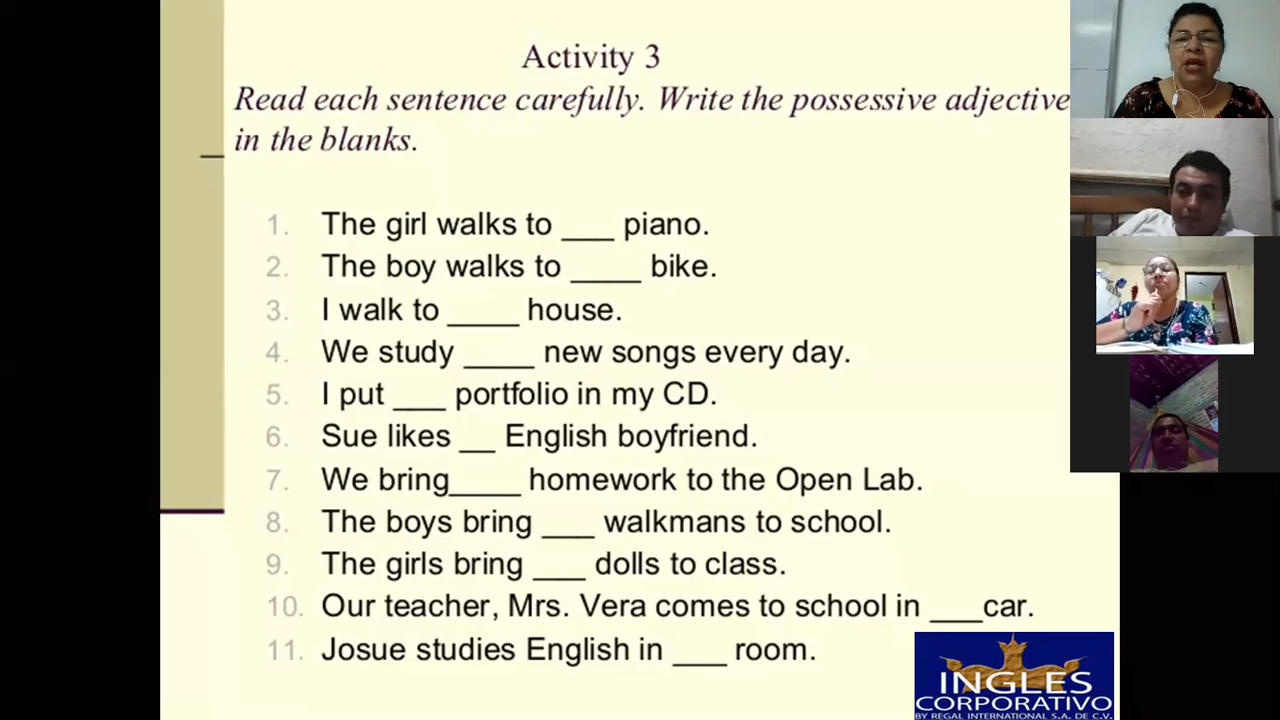 Activity 3
Read each sentence carefully. Write the possessive adjective
in the blanks.
1. The girl walks to ___ piano.
2. The boy walks to ____ bike.
3. I walk to ____ house.
4. We study ____ new songs every day.
5. I put ___ portfolio in my CD.
6. Sue likes __ English boyfriend.
7. We bring____ homework to the Open Lab.
8. The boys bring ___ walkmans to school.
9. The girls bring ___ dolls to class.
10. Our teacher, Mrs. Vera comes to school in ___car.
11. Josue studies English in ___ room.
INGLES
CORPORATIVO
BY REGAL INTERNATIONAL S.A. DE C.V.